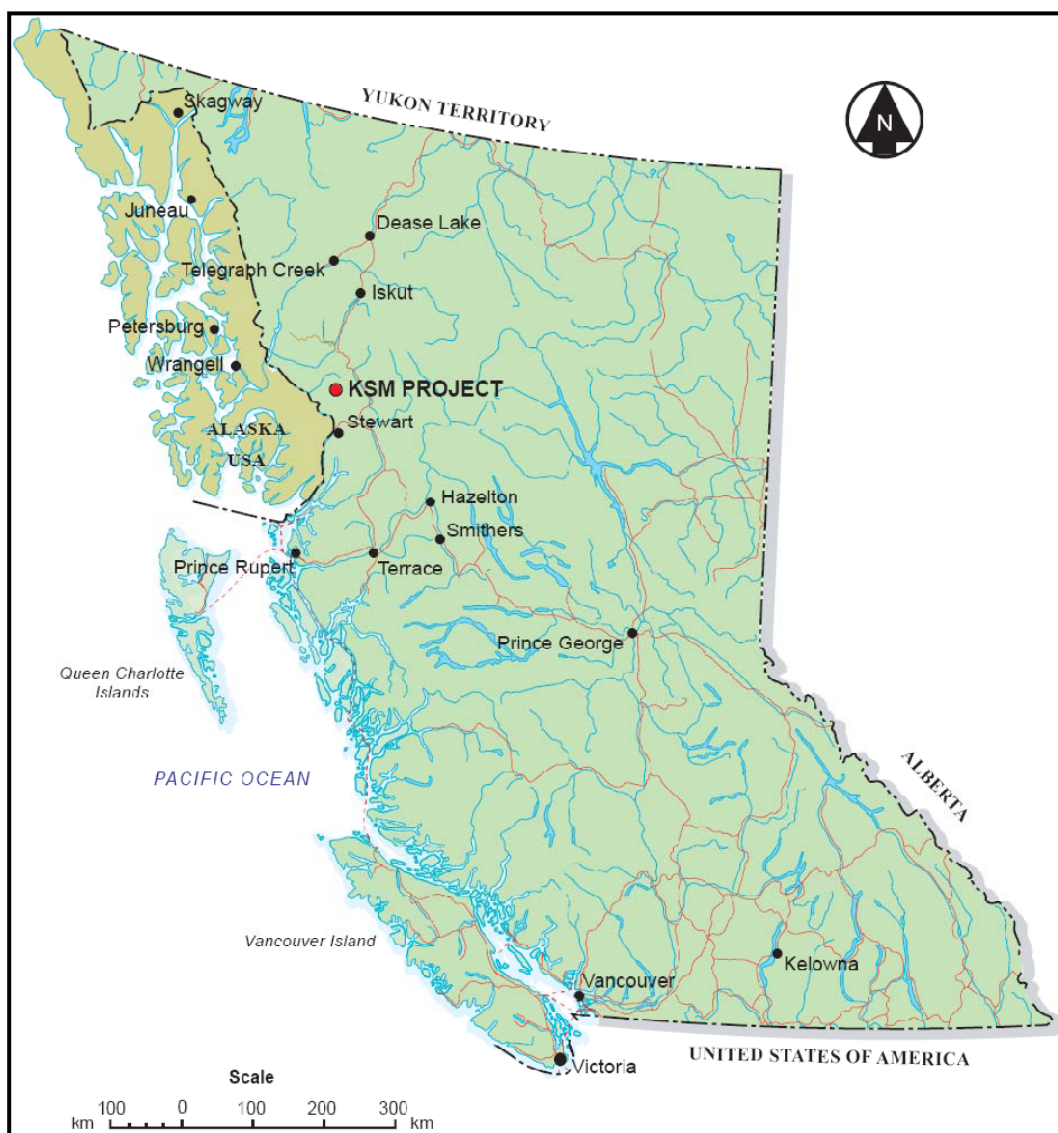 YUKON TERRITORY
N
Skagway
Juneau
Dease Lake
Telegraph Creek
Iskut
Petersburg
Wrangell
KSM PROJECT
Stewart
ALASKA
USA
Hazelton
Smithers
Prince Rupert
Terrace
Prince George
Queen Charlotte
Islands
PACIFIC OCEAN
ALBERTA
Vancouver Island
Kelowna
Vancouver
UNITED STATES OF AMERICA
Victoria
Scale
100 0 100 200 300
km km